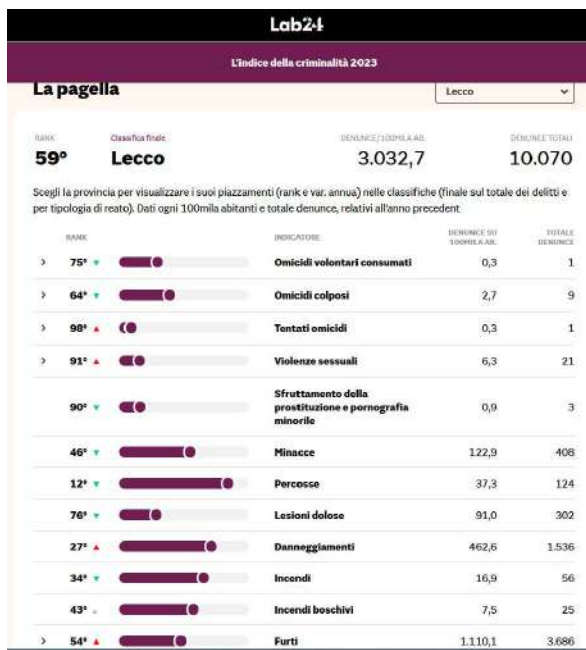 Lab24
L'indice della criminalità 2023
La pagella
Lecco
RANK Classifica finale DENUNCE/100MILA AB. DENUNCE TOTALI
59° Lecco 3.032,7 10.070
Scegli la provincia per visualizzare i suoi piazzamenti (rank e var. annua) nelle classifiche (finale sul totale dei delitti e
per tipologia di reato). Dati ogni 100mila abitanti e totale denunce, relativi all'anno precedent
RANK INDICATORE DENUNCE SU 100MILA AB. TOTALE DENUNCE
75° Omicidi volontari consumati 0,3 1
64° Omicidi colposi 2,7 9
98° Tentati omicidi 0,3 1
91° Violenze sessuali 6,3 21
90° Sfruttamento della prostituzione e pornografia minorile 0,9 3
46° Minacce 122,9 408
12° Percosse 37,3 124
76° Lesioni dolose 91,0 302
27° Danneggiamenti 462,6 1.536
34° Incendi 16,9 56
43° Incendi boschivi 7,5 25
54° Furti 1.110,1 3.686